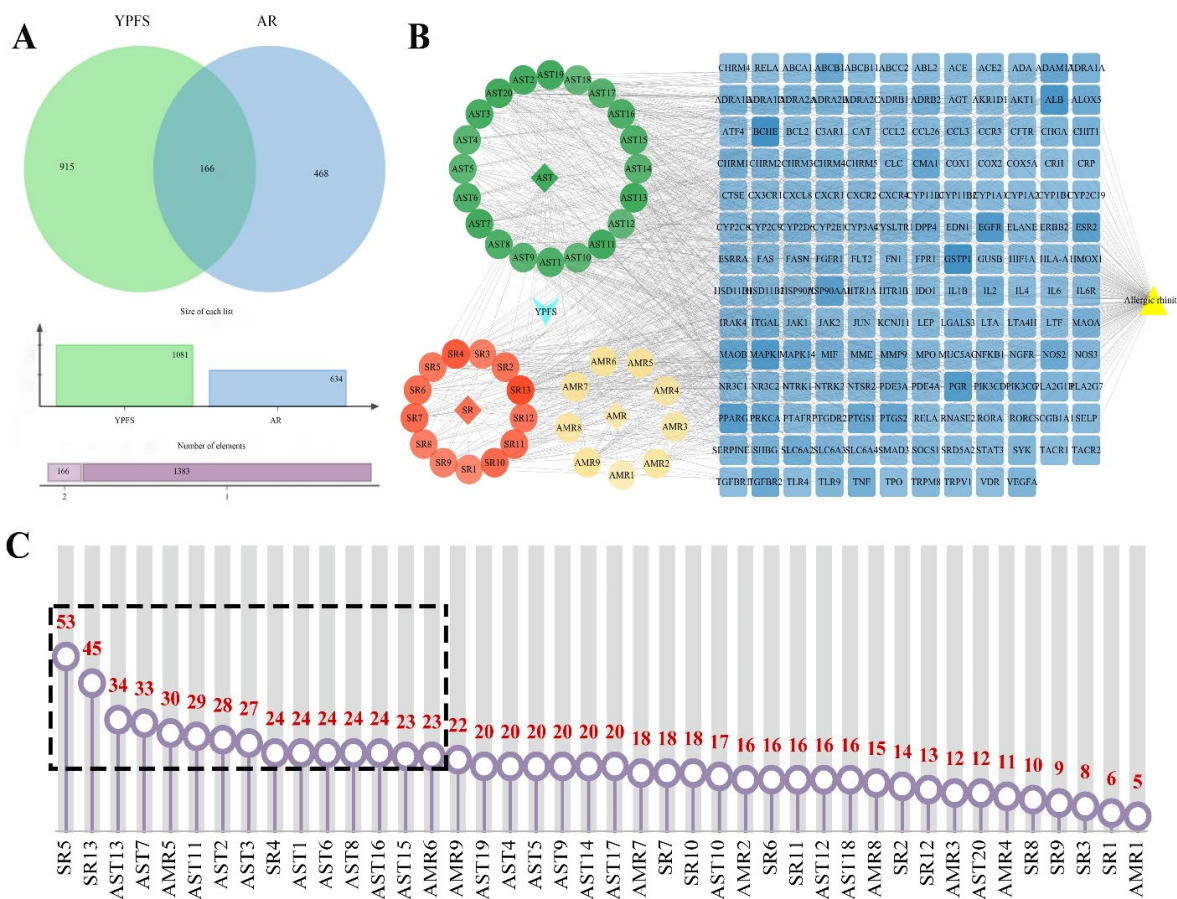 A
YPFS
AR
915
166
468
Size of each list
1081
634
YPFS
AR
Number of elements
166
1383
2
1
B
AST19
AST2
AST18
AST20
AST17
AST3
AST16
AST4
AST15
AST5
AST
AST14
AST6
AST13
AST7
AST12
AST8
AST11
AST9
AST1
AST10
YPFS
SR4
SR3
SR5
SR2
SR6
SR13
SR
SR7
SR12
SR8
SR11
SR9
SR1
SR10
AMR6
AMR5
AMR7
AMR4
AMR
AMR8
AMR3
AMR9
AMR1
AMR2
CHRM4 RELA ABCA1 ABCB1 ABCB11 ABCC2 ABL2 ACE ACE2 ADA ADRA1A
ADRB1 ADRB2 AGT AKR1D1 AKT1 ALB ALOX5
ATF4 BCHE BCL2 C3AR1 CAT CCL2 CCL26 CCL3 CCR3 CFTR CHGA CHIT1
CHRM1 CHRM2 CHRM3 CHRM4 CHRM5 CLC CMA1 COX1 COX2 COX5A CRH CRP
CTSE CX3CR1 CXCL8 CXCR1 CXCR2 CXCR4 CYP11B2 CYP1A2 CYP2C19
CYP2E1 CYP3A4 DPP4 EDN1 EGFR ELANE ERBB2 ESR2
ESRRA FAS FASN FGFR1 FLT2 FN1 FPR1 GSTP1 GUSB HIF1A HLA-A HMOX1
HSD11B2 HTR1A HTR1B IDO1 IL1B IL2 IL4 IL6 IL6R
IRAK4 ITGAL JAK1 JAK2 JUN KCNJ11 LEP LGALS3 LTA LTA4H LTF MAOA
MAOB MAPK14 MIF MME MMP9 MPO MUC5AC NFKB1 NGFR NOS2 NOS3
NR3C1 NR3C2 NTRK1 NTRK2 NTSR2 PDE3A PDE4A PGR PIK3CD PIK3CG PLA2G7
PPARG PRKCA PTAFR PTGDR2 PTGS1 PTGS2 RELA RNASE2 RORA RORC SCGB1A1 SELP
SHBG SLC6A2 SLC6A3 SLC6A4 SMAD3 SOCS1 SRD5A2 STAT3 SYK TACR1 TACR2
TGFBR1 TGFBR2 TLR4 TLR9 TNF TPO TRPM8 TRPV1 VDR VEGFA
C
53 45 34 33 30 29 28 27 24 24 24 24 24 23 23 22 20 20 20 20 20 20 18 18 18 17 16 16 16 16 16 15 14 13 12 12 11 10 9 8 6 5
SR5 SR13 AST13 AST7 AMR5 AST11 AST2 AST3 SR4 AST1 AST6 AST8 AST16 AST15 AMR6 AMR9 AST19 AST4 AST5 AST9 AST14 AST17 AMR7 SR7 SR10 AST10 AMR2 SR6 SR11 AST12 AST18 AMR8 SR2 SR12 AMR3 AST20 AMR4 SR8 SR9 SR3 SR1 AMR1